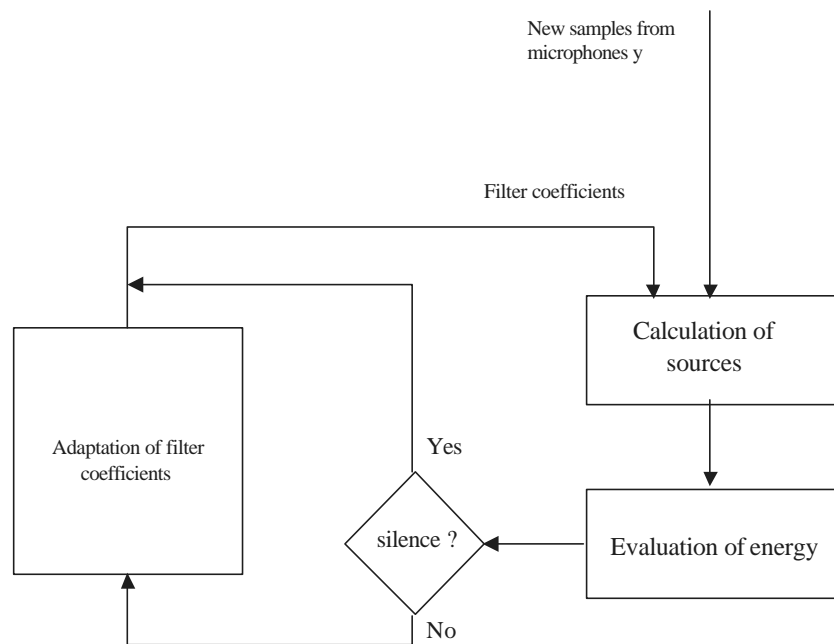 New samples from
microphones y
Filter coefficients
Calculation of
sources
Adaptation of filter
coefficients
Yes
silence ?
Evaluation of energy
No